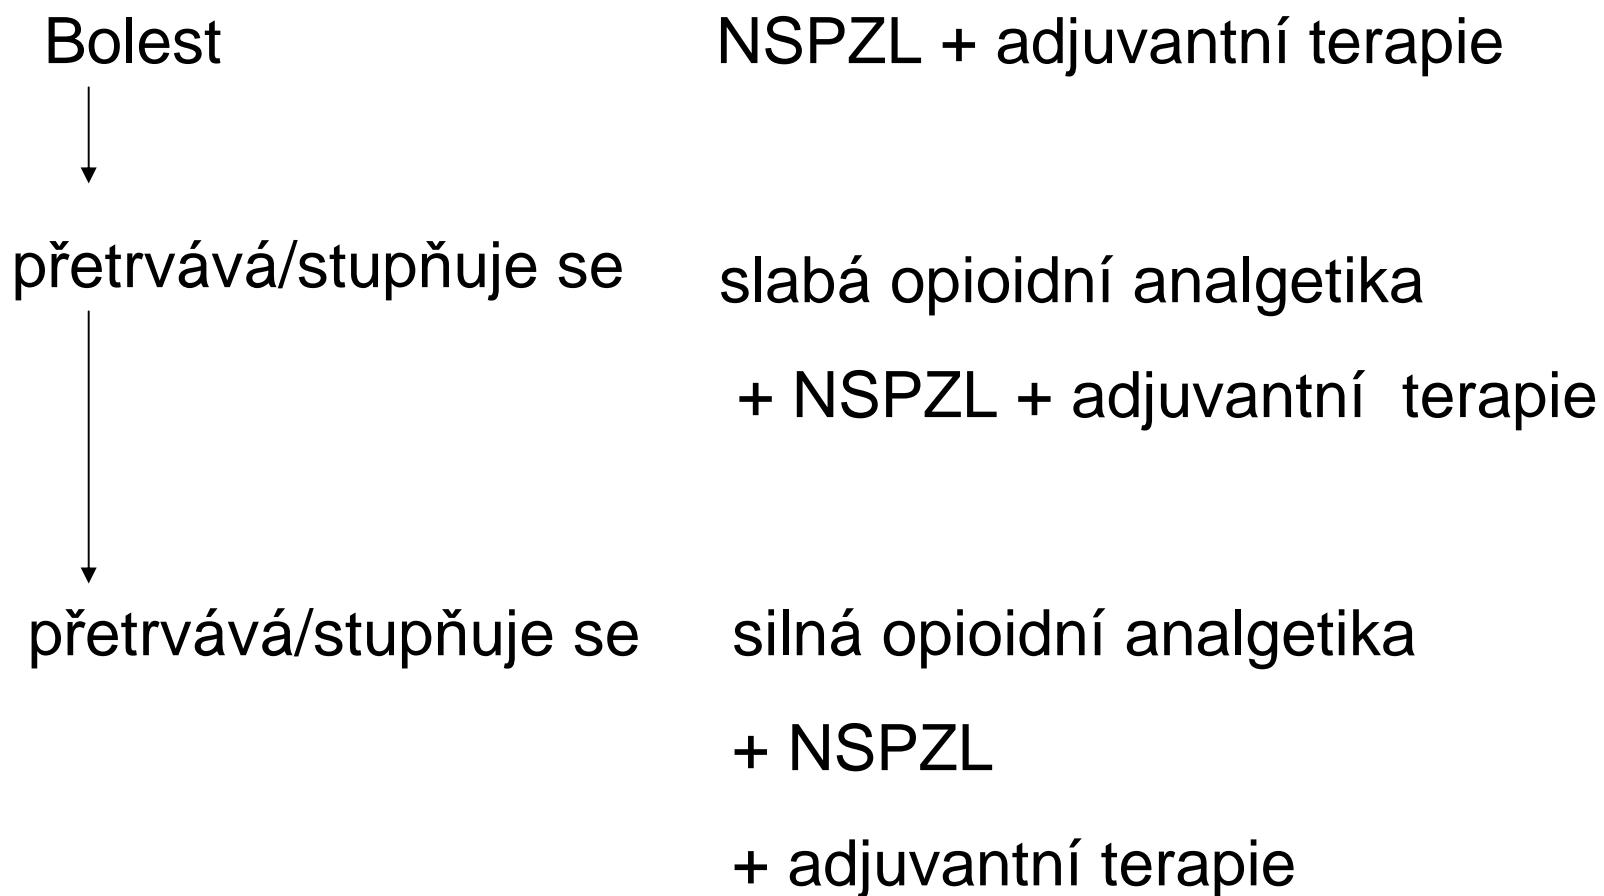 Bolest
NSPZL + adjuvantní terapie
přetrvává/stupňuje se
slabá opioidní analgetika
+ NSPZL + adjuvantní terapie
přetrvává/stupňuje se
silná opioidní analgetika
+ NSPZL
+ adjuvantní terapie